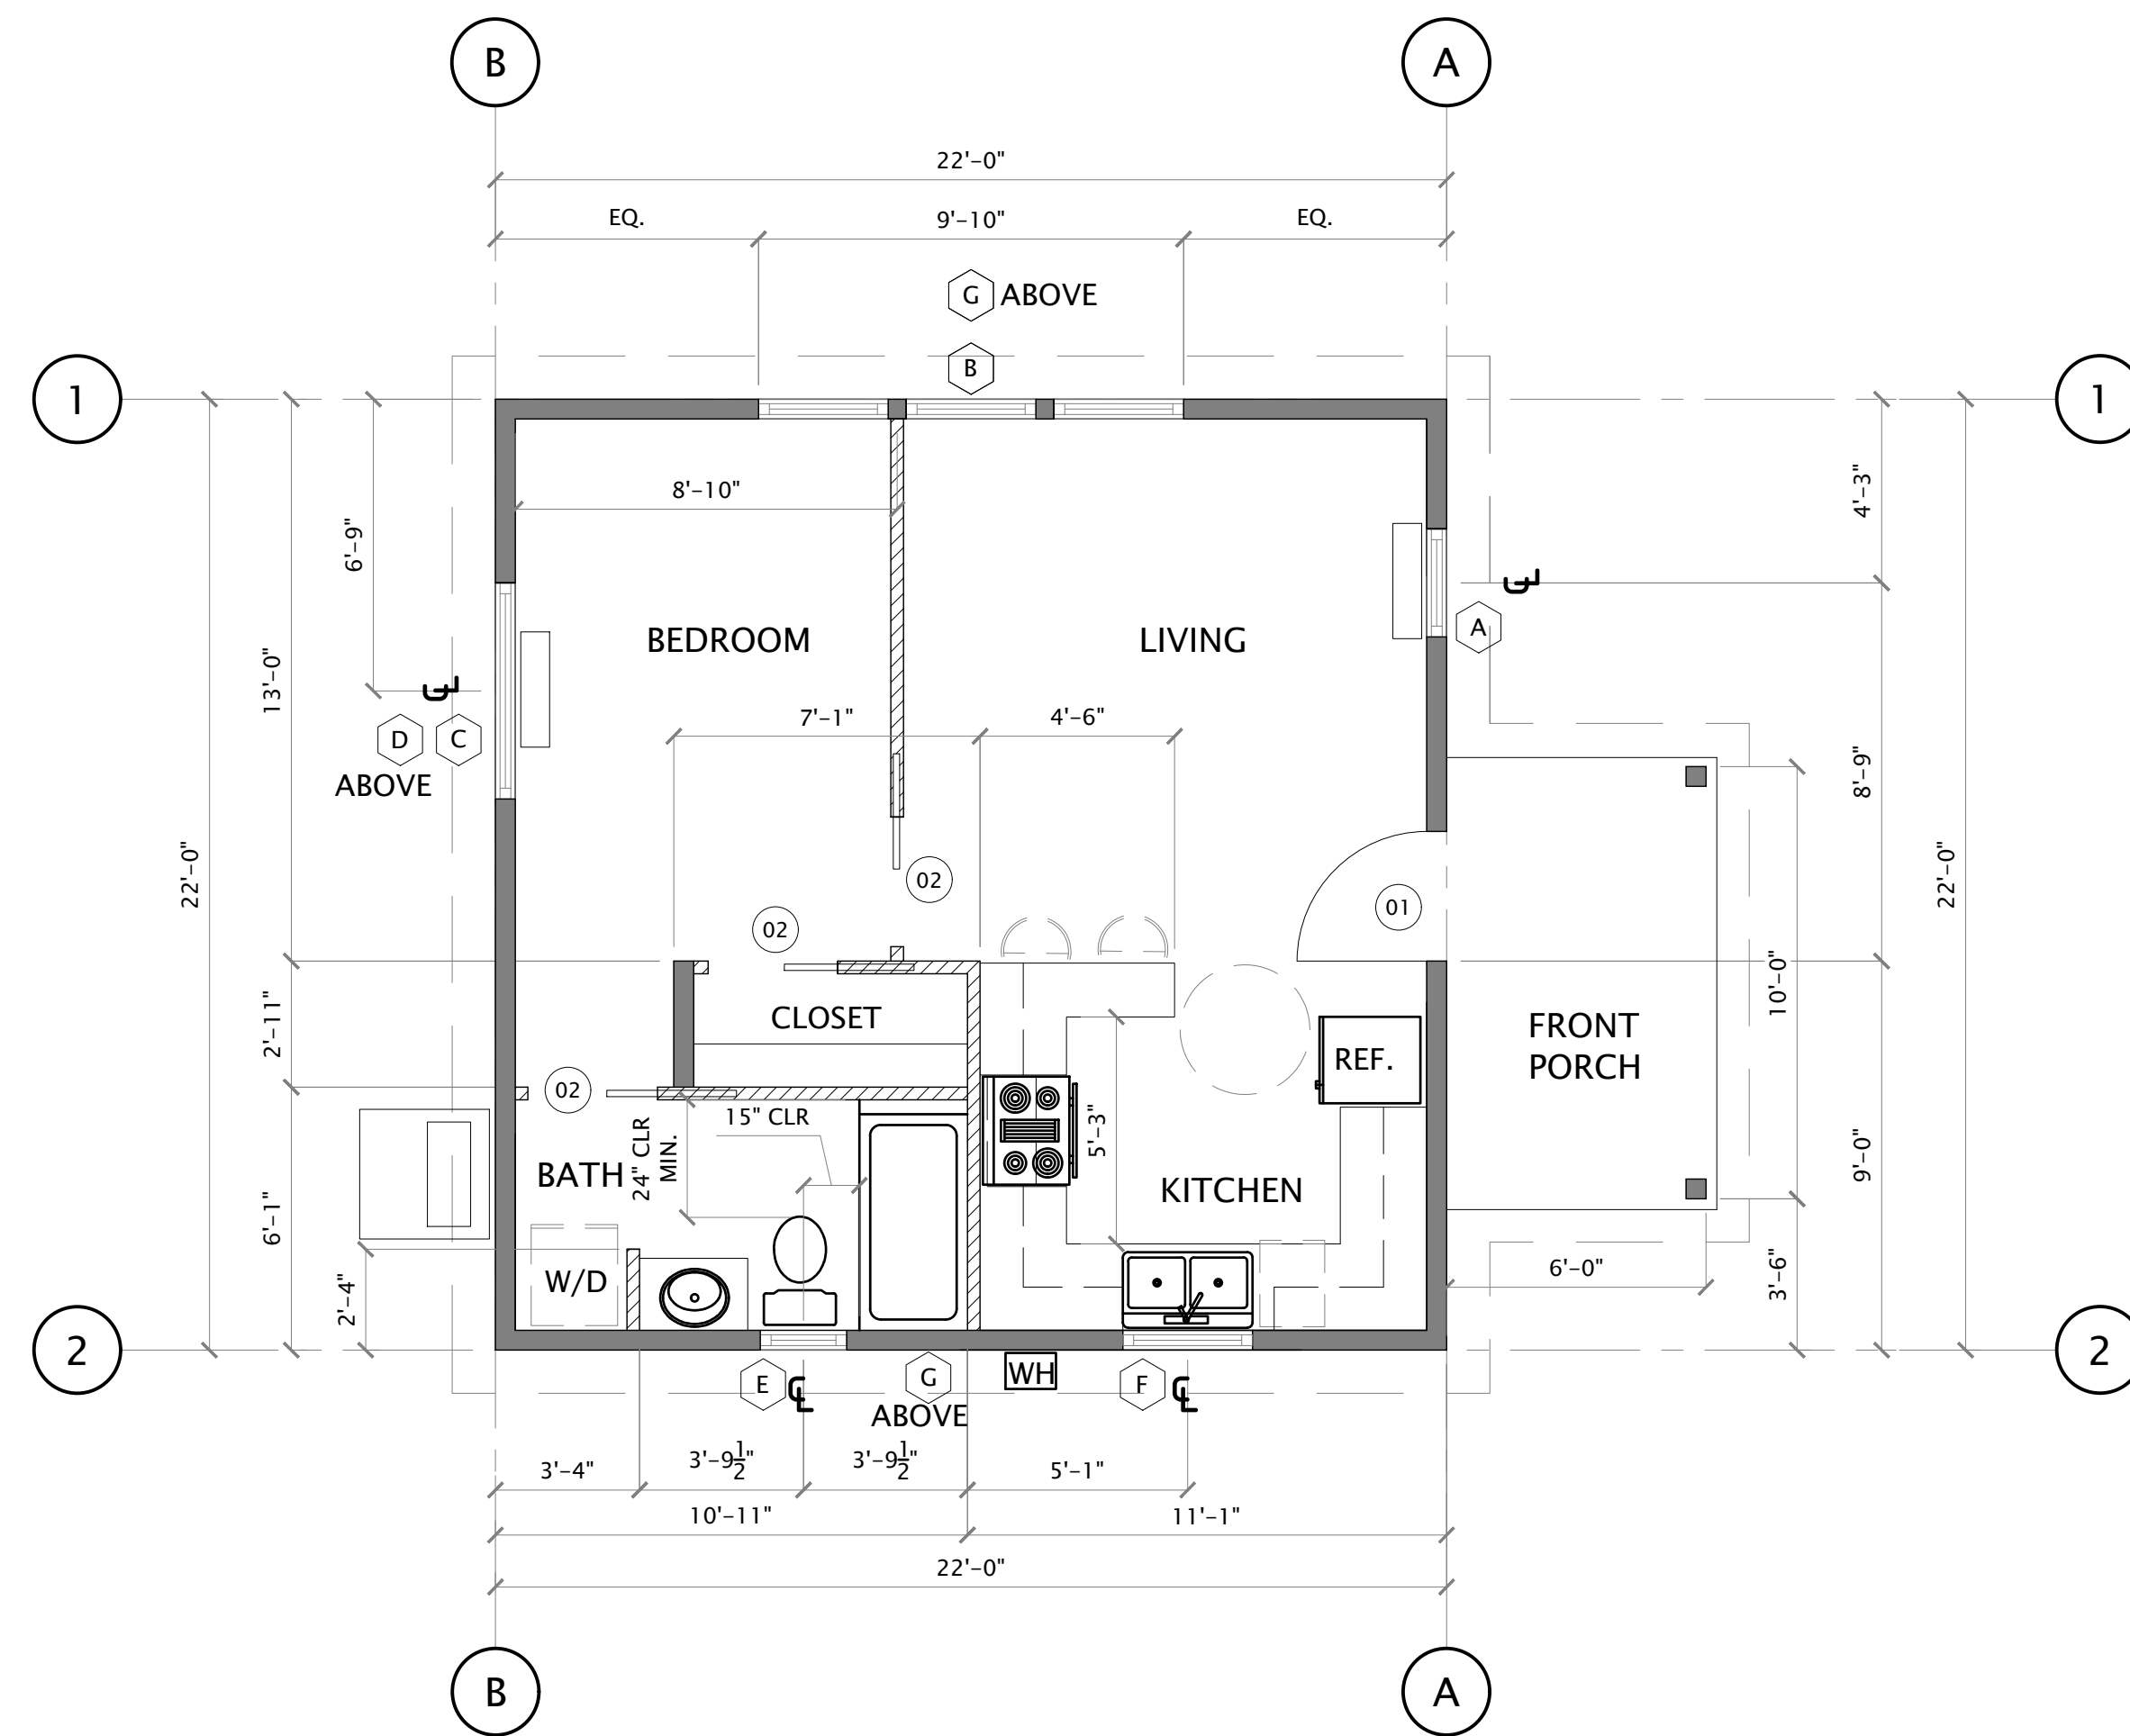 B
A
22'-0"
EQ.
9'-10"
EQ.
G ABOVE
B
1
1
8'-10"
4'-3"
6'-9"
13'-0"
BEDROOM
LIVING
A
D
C
ABOVE
7'-1"
4'-6"
8'-9"
22'-0"
22'-0"
02
02
01
2'-11"
CLOSET
FRONT
PORCH
10'-0"
REF.
02
15" CLR
24" CLR
MIN.
5'-3"
BATH
KITCHEN
9'-0"
6'-1"
W/D
2'-4"
6'-0"
3'-6"
2
2
E
CL
G
ABOVE
WH
F
CL
CL
CL
3'-4"
3'-9 1/2"
3'-9 1/2"
5'-1"
10'-11"
11'-1"
22'-0"
B
A